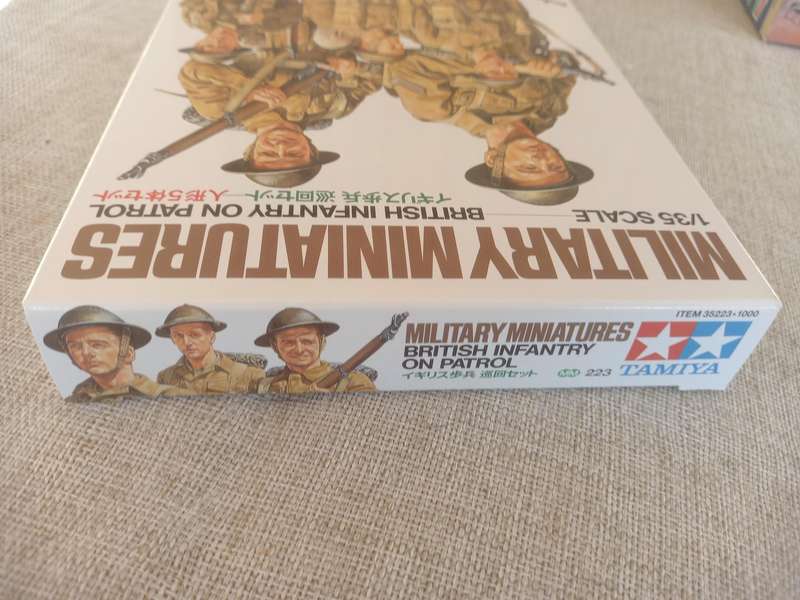 MILITARY MINIATURES
1/35 SCALE
BRITISH INFANTRY ON PATROL
イギリス歩兵 巡回セット 人形5体セット
ITEM 35223•1000
MILITARY MINIATURES
BRITISH INFANTRY
ON PATROL
イギリス歩兵 巡回セット
MM 223
TAMIYA